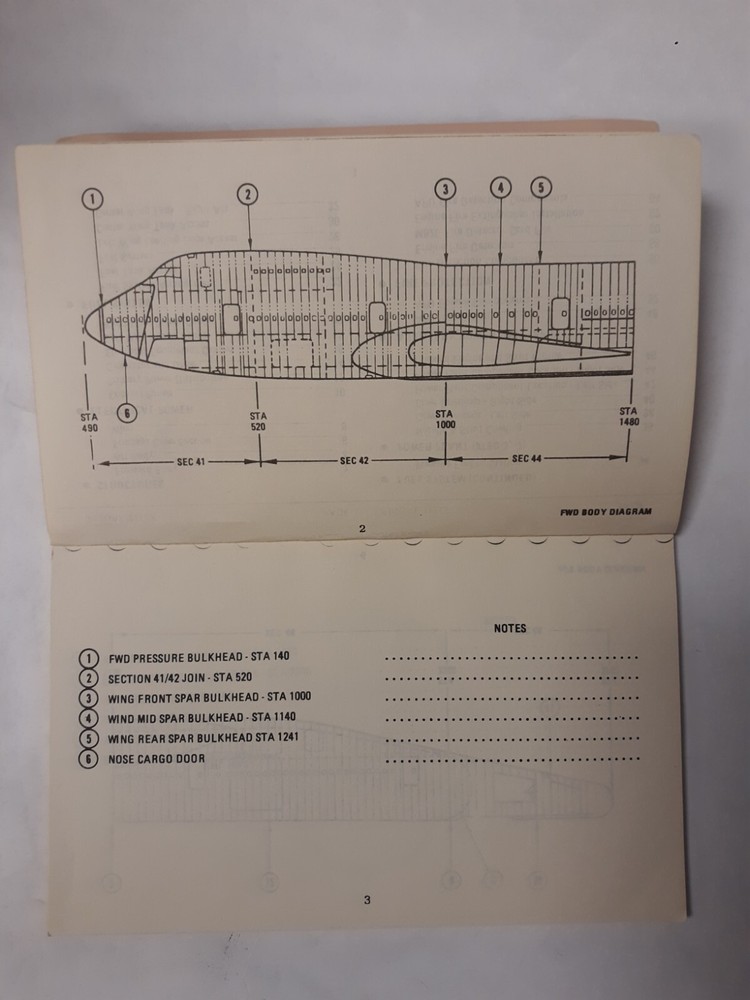 1
2
3
4
5
6
STA
490
STA
520
STA
1000
STA
1480
SEC 41
SEC 42
SEC 44
FWD BODY DIAGRAM
2
NOTES
1 FWD PRESSURE BULKHEAD - STA 140
2 SECTION 41/42 JOIN - STA 520
3 WING FRONT SPAR BULKHEAD - STA 1000
4 WIND MID SPAR BULKHEAD - STA 1140
5 WING REAR SPAR BULKHEAD STA 1241
6 NOSE CARGO DOOR
3